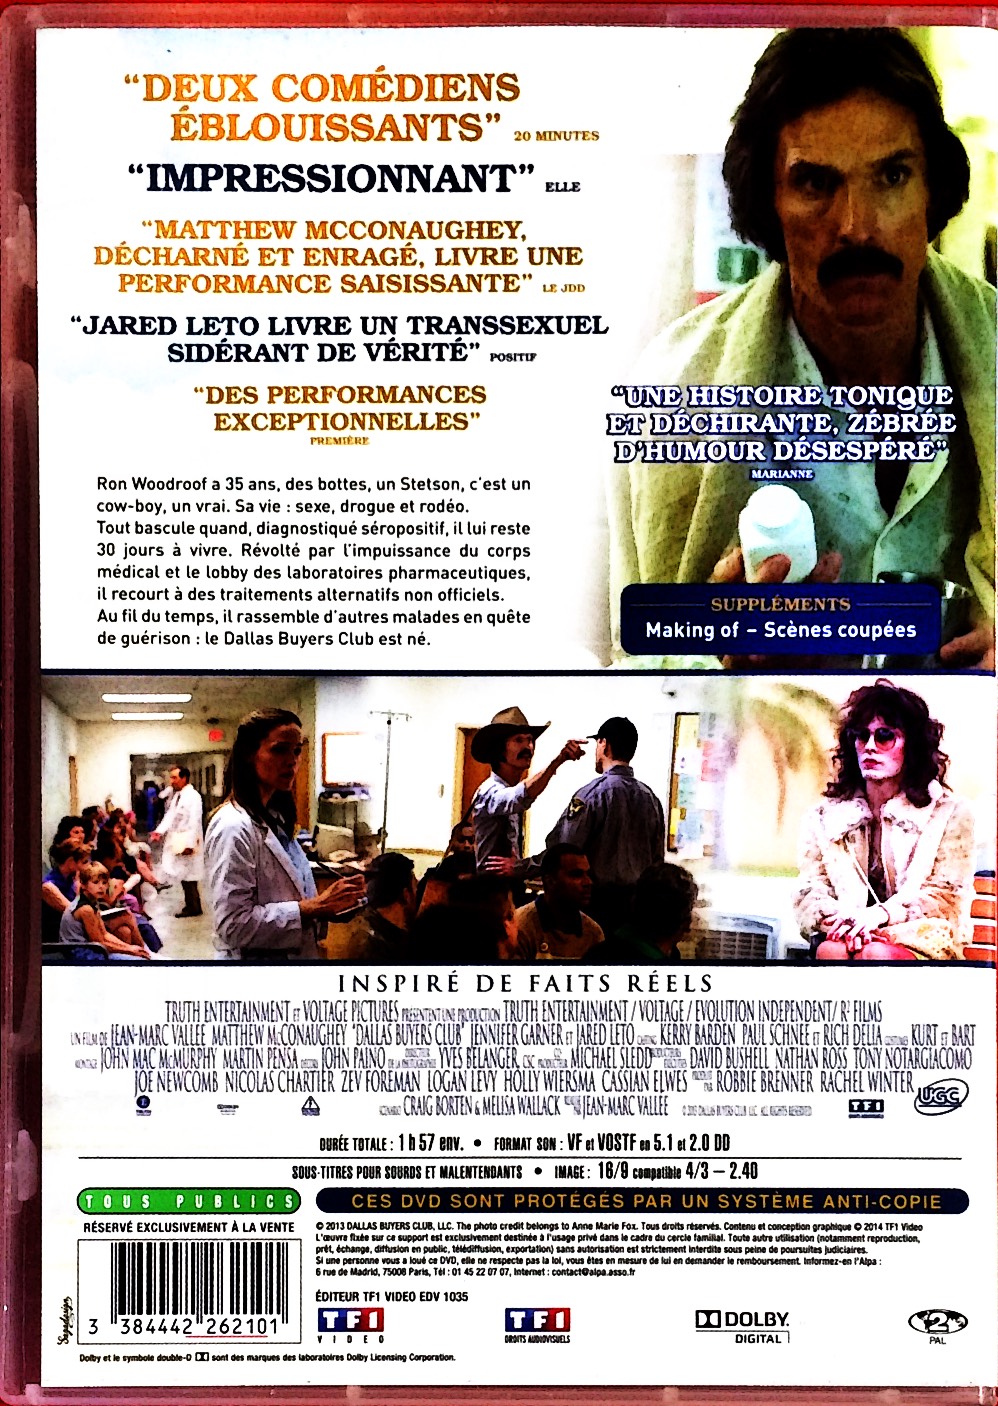 “DEUX COMÉDIENS
ÉBLOUISSANTS” 20 MINUTES
“IMPRESSIONNANT” ELLE
“MATTHEW MCCONAUGHEY,
DÉCHARNÉ ET ENRAGÉ, LIVRE UNE
PERFORMANCE SAISISSANTE” LE JDD
“JARED LETO LIVRE UN TRANSSEXUEL
SIDÉRANT DE VÉRITÉ” POSITIF
“DES PERFORMANCES
EXCEPTIONNELLES”
PREMIÈRE
“UNE HISTOIRE TONIQUE
ET DÉCHIRANTE, ZÉBRÉE
D’HUMOUR DÉSESPÉRÉ”
MARIANNE
Ron Woodroof a 35 ans, des bottes, un Stetson, c’est un
cow-boy, un vrai. Sa vie : sexe, drogue et rodéo.
Tout bascule quand, diagnostiqué séropositif, il lui reste
30 jours à vivre. Révolté par l’impuissance du corps
médical et le lobby des laboratoires pharmaceutiques,
il recourt à des traitements alternatifs non officiels.
Au fil du temps, il rassemble d’autres malades en quête
de guérison : le Dallas Buyers Club est né.
SUPPLÉMENTS
Making of – Scènes coupées
INSPIRÉ DE FAITS RÉELS
TRUTH ENTERTAINMENT ET VOLTAGE PICTURES PRÉSENTENT UNE PRODUCTION TRUTH ENTERTAINMENT / VOLTAGE / EVOLUTION INDEPENDENT / R² FILMS
UN FILM DE JEAN-MARC VALLÉE MATTHEW McCONAUGHEY "DALLAS BUYERS CLUB" JENNIFER GARNER ET JARED LETO CASTING KERRY BARDEN PAUL SCHNEE ET RICH DELIA COSTUMES KURT ET BART
MONTAGE JOHN MAC McMURPHY MARTIN PENSA DÉCORS JOHN PAINO DIRECTEUR DE LA PHOTOGRAPHIE YVES BÉLANGER, CSC PRODUCTEUR MICHAEL SLEDD PRODUCTEURS EXÉCUTIFS DAVID BUSHELL NATHAN ROSS TONY NOTARGIACOMO
JOE NEWCOMB NICOLAS CHARTIER ZEV FOREMAN LOGAN LEVY HOLLY WIERSMA CASSIAN ELWES PRODUIT PAR ROBBIE BRENNER RACHEL WINTER
SCÉNARIO CRAIG BORTEN & MELISA WALLACK RÉALISÉ PAR JEAN-MARC VALLÉE © 2013 DALLAS BUYERS CLUB, LLC. ALL RIGHTS RESERVED TF1 UGC
DURÉE TOTALE : 1 h 57 env. • FORMAT SON : VF et VOSTF en 5.1 et 2.0 DD
SOUS-TITRES POUR SOURDS ET MALENTENDANTS • IMAGE : 16/9 compatible 4/3 – 2.40
TOUS PUBLICS
CES DVD SONT PROTÉGÉS PAR UN SYSTÈME ANTI-COPIE
RÉSERVÉ EXCLUSIVEMENT À LA VENTE
© 2013 DALLAS BUYERS CLUB, LLC. The photo credit belongs to Anne Marie Fox. Tous droits réservés. Contenu et conception graphique © 2014 TF1 Video
L’œuvre fixée sur ce support est exclusivement destinée à l’usage privé dans le cadre du cercle familial. Toute autre utilisation (notamment reproduction,
prêt, échange, diffusion en public, télédiffusion, exportation) sans autorisation est strictement interdite sous peine de poursuites judiciaires.
Si une personne vous a loué ce DVD, elle ne respecte pas la loi, vous êtes en mesure de lui en demander le remboursement. Informez-en l’Alpa :
6 rue de Madrid, 75008 Paris, Tél : 01 45 22 07 07, Internet : contact@alpa.asso.fr
ÉDITEUR TF1 VIDEO EDV 1035
3 384442 262101
Sagadesign
TF1
VIDEO
TF1
DROITS AUDIOVISUELS
DOLBY
DIGITAL
2
PAL
Dolby et le symbole double-D sont des marques des laboratoires Dolby Licensing Corporation.